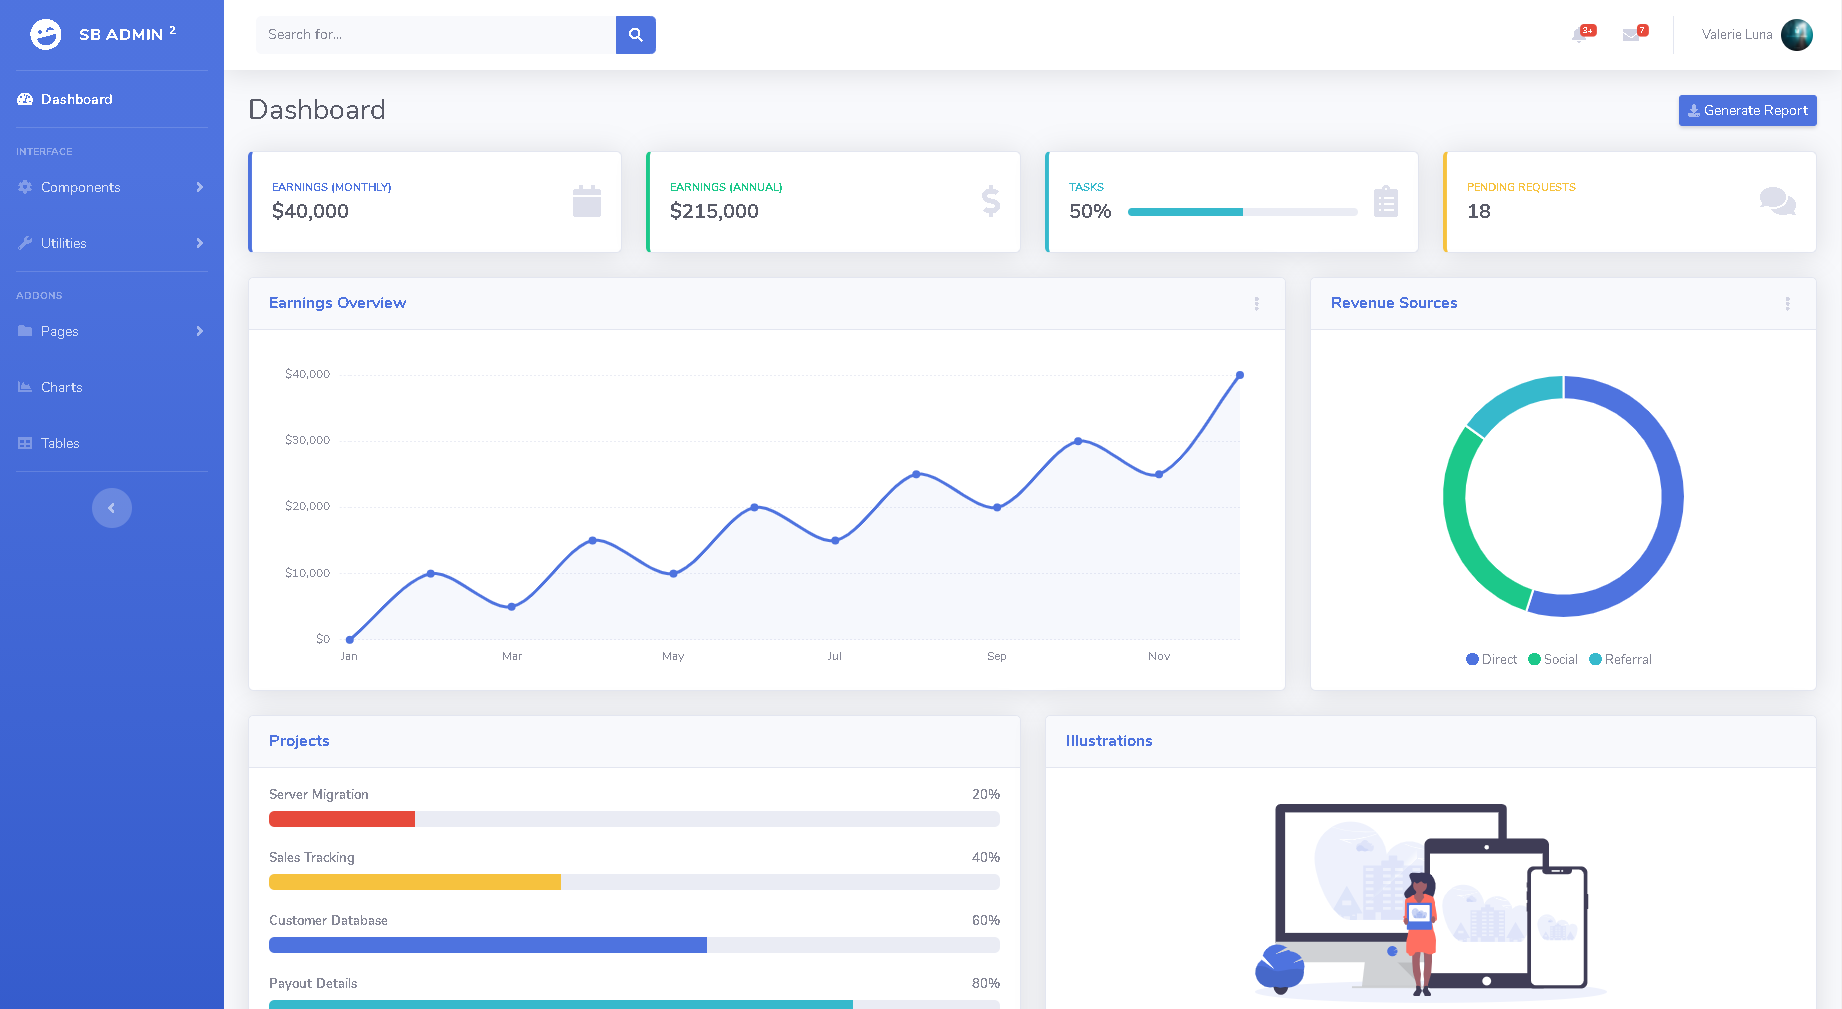 SB ADMIN 2
Search for...
3+
7
Valerie Luna
Dashboard
INTERFACE
Components
Utilities
ADDONS
Pages
Charts
Tables
Dashboard
Generate Report
EARNINGS (MONTHLY)
$40,000
EARNINGS (ANNUAL)
$215,000
TASKS
50%
PENDING REQUESTS
18
Earnings Overview
$40,000
$30,000
$20,000
$10,000
$0
Jan Mar May Jul Sep Nov
Revenue Sources
Direct Social Referral
Projects
Server Migration 20%
Sales Tracking 40%
Customer Database 60%
Payout Details 80%
Illustrations